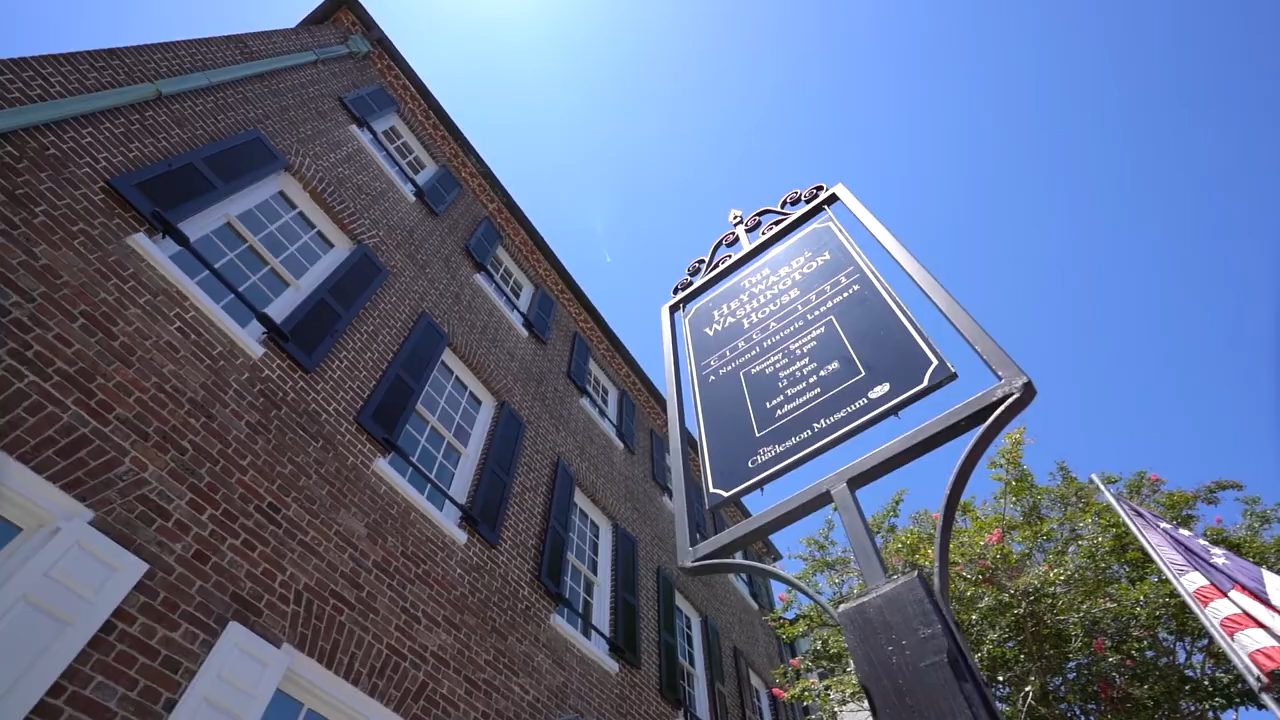 THE
HEYWARD-
WASHINGTON
HOUSE
CIRCA 1772
A National Historic Landmark
Monday - Saturday
10 am - 5 pm
Sunday
12 - 5 pm
Last Tour at 4:30
Admission
The
Charleston Museum